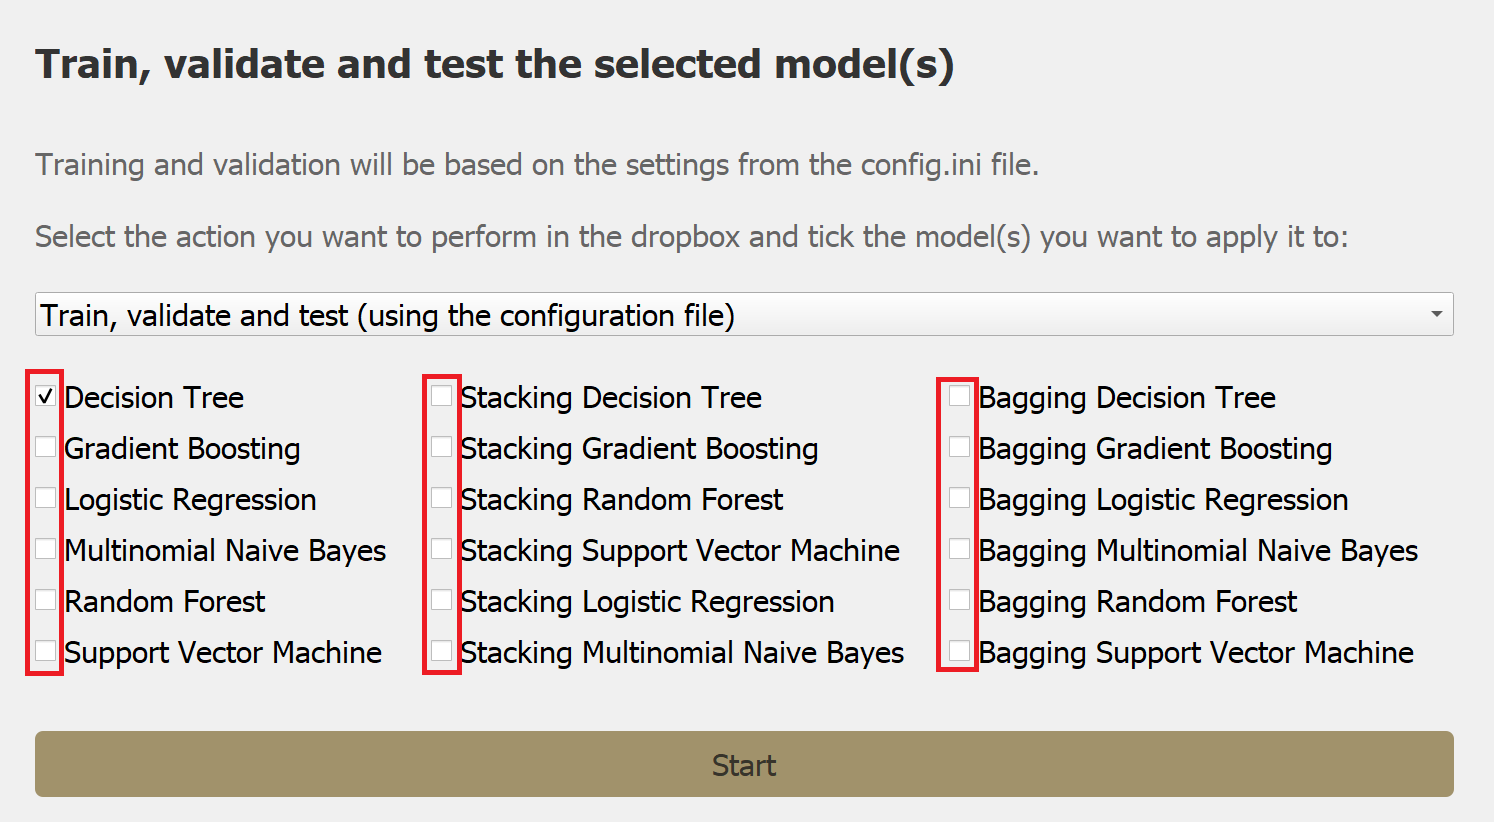 Train, validate and test the selected model(s)
Training and validation will be based on the settings from the config.ini file.
Select the action you want to perform in the dropbox and tick the model(s) you want to apply it to:
Train, validate and test (using the configuration file)
Decision Tree
Gradient Boosting
Logistic Regression
Multinomial Naive Bayes
Random Forest
Support Vector Machine
Stacking Decision Tree
Stacking Gradient Boosting
Stacking Random Forest
Stacking Support Vector Machine
Stacking Logistic Regression
Stacking Multinomial Naive Bayes
Bagging Decision Tree
Bagging Gradient Boosting
Bagging Logistic Regression
Bagging Multinomial Naive Bayes
Bagging Random Forest
Bagging Support Vector Machine
Start